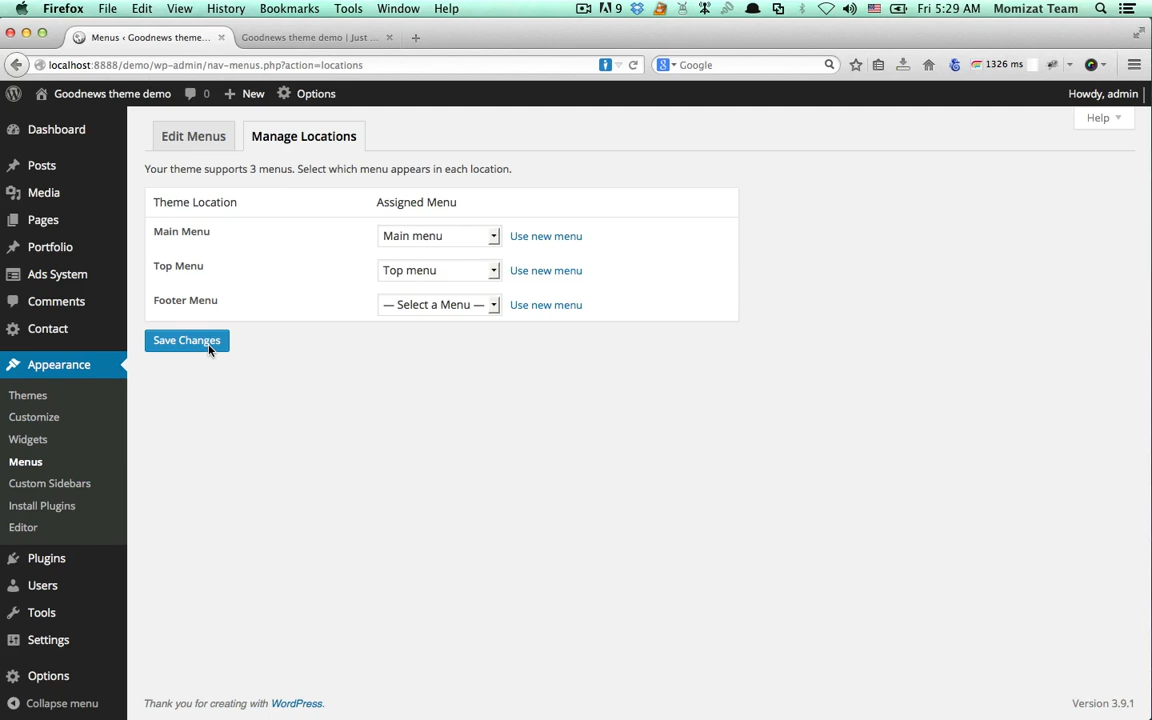 Firefox File Edit View History Bookmarks Tools Window Help 9 Fri 5:29 AM Momizat Team
Menus ‹ Goodnews theme... Goodnews theme demo | Just ...
localhost:8888/demo/wp-admin/nav-menus.php?action=locations Google 1326 ms
Goodnews theme demo 0 New Options Howdy, admin
Edit Menus Manage Locations Help
Your theme supports 3 menus. Select which menu appears in each location.
Theme Location Assigned Menu
Main Menu Main menu Use new menu
Top Menu Top menu Use new menu
Footer Menu — Select a Menu — Use new menu
Save Changes
Dashboard
Posts
Media
Pages
Portfolio
Ads System
Comments
Contact
Appearance
Themes
Customize
Widgets
Menus
Custom Sidebars
Install Plugins
Editor
Plugins
Users
Tools
Settings
Options
Collapse menu
Thank you for creating with WordPress. Version 3.9.1